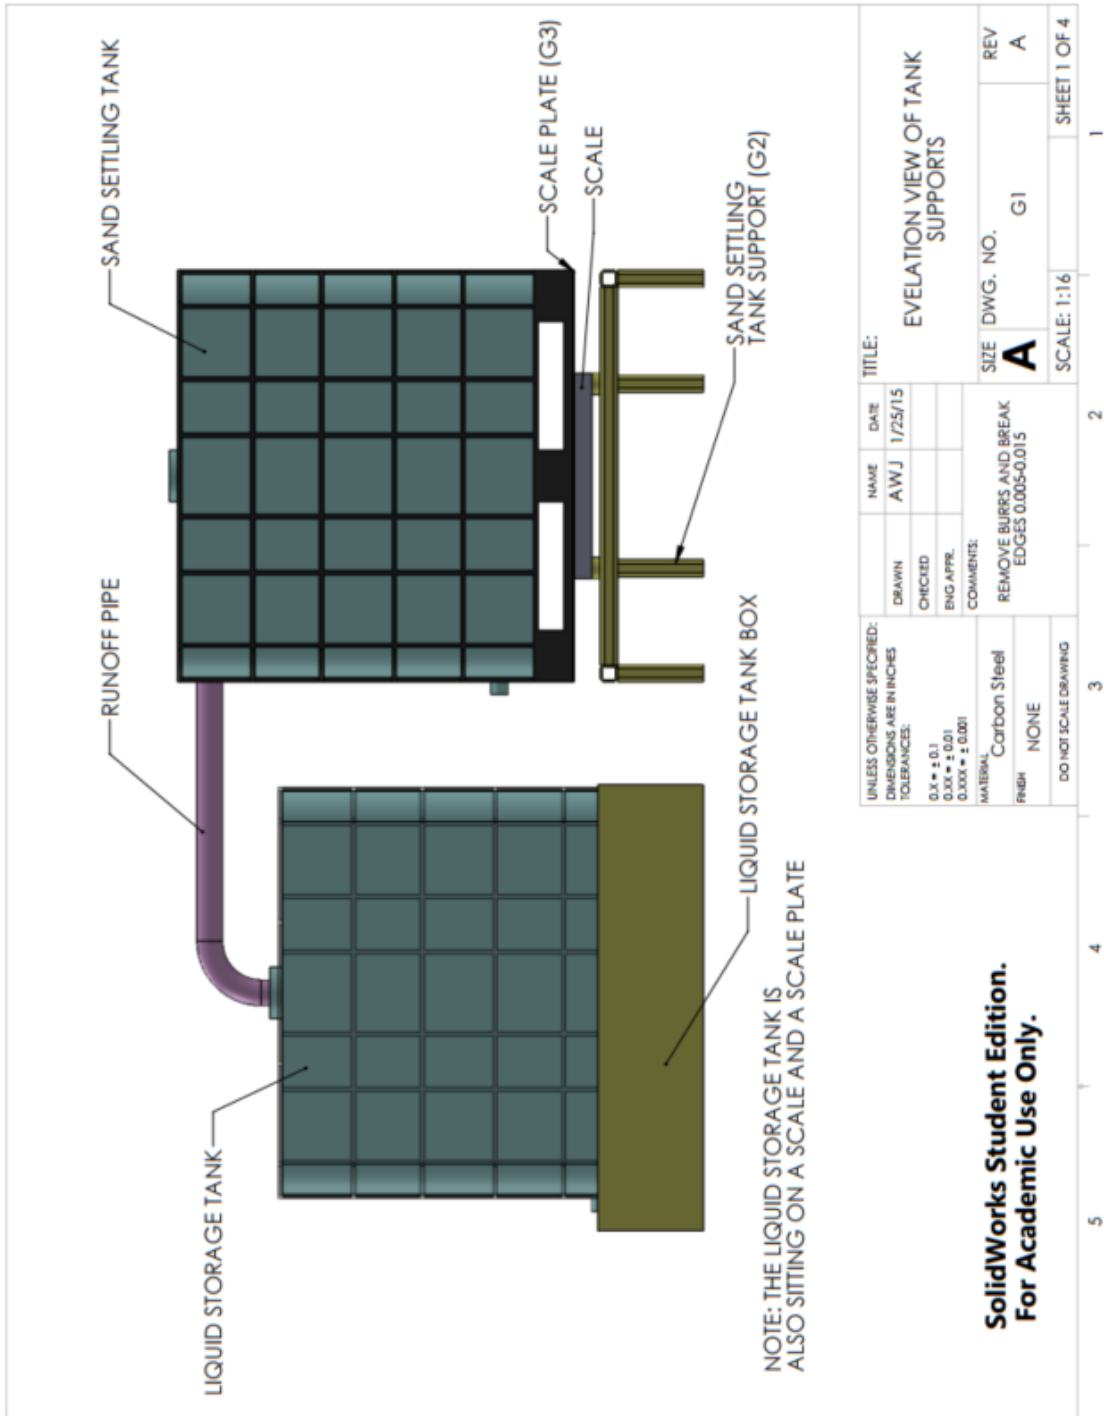 SAND SETTLING TANK
RUNOFF PIPE
LIQUID STORAGE TANK
SCALE PLATE (G3)
SCALE
SAND SETTLING
TANK SUPPORT (G2)
LIQUID STORAGE TANK BOX
NOTE: THE LIQUID STORAGE TANK IS
ALSO SITTING ON A SCALE AND A SCALE PLATE
SolidWorks Student Edition.
For Academic Use Only.
UNLESS OTHERWISE SPECIFIED:
DIMENSIONS ARE IN INCHES
TOLERANCES:
0.X = ± 0.1
0.XX = ± 0.01
0.XXX = ± 0.001
MATERIAL
Carbon Steel
FINISH
NONE
DO NOT SCALE DRAWING
NAME DATE
DRAWN AWJ 1/25/15
CHECKED
ENG APPR.
COMMENTS:
REMOVE BURRS AND BREAK
EDGES 0.005-0.015
TITLE:
EVELATION VIEW OF TANK
SUPPORTS
SIZE DWG. NO. REV
A G1 A
SCALE: 1:16 SHEET 1 OF 4
5 4 3 2 1